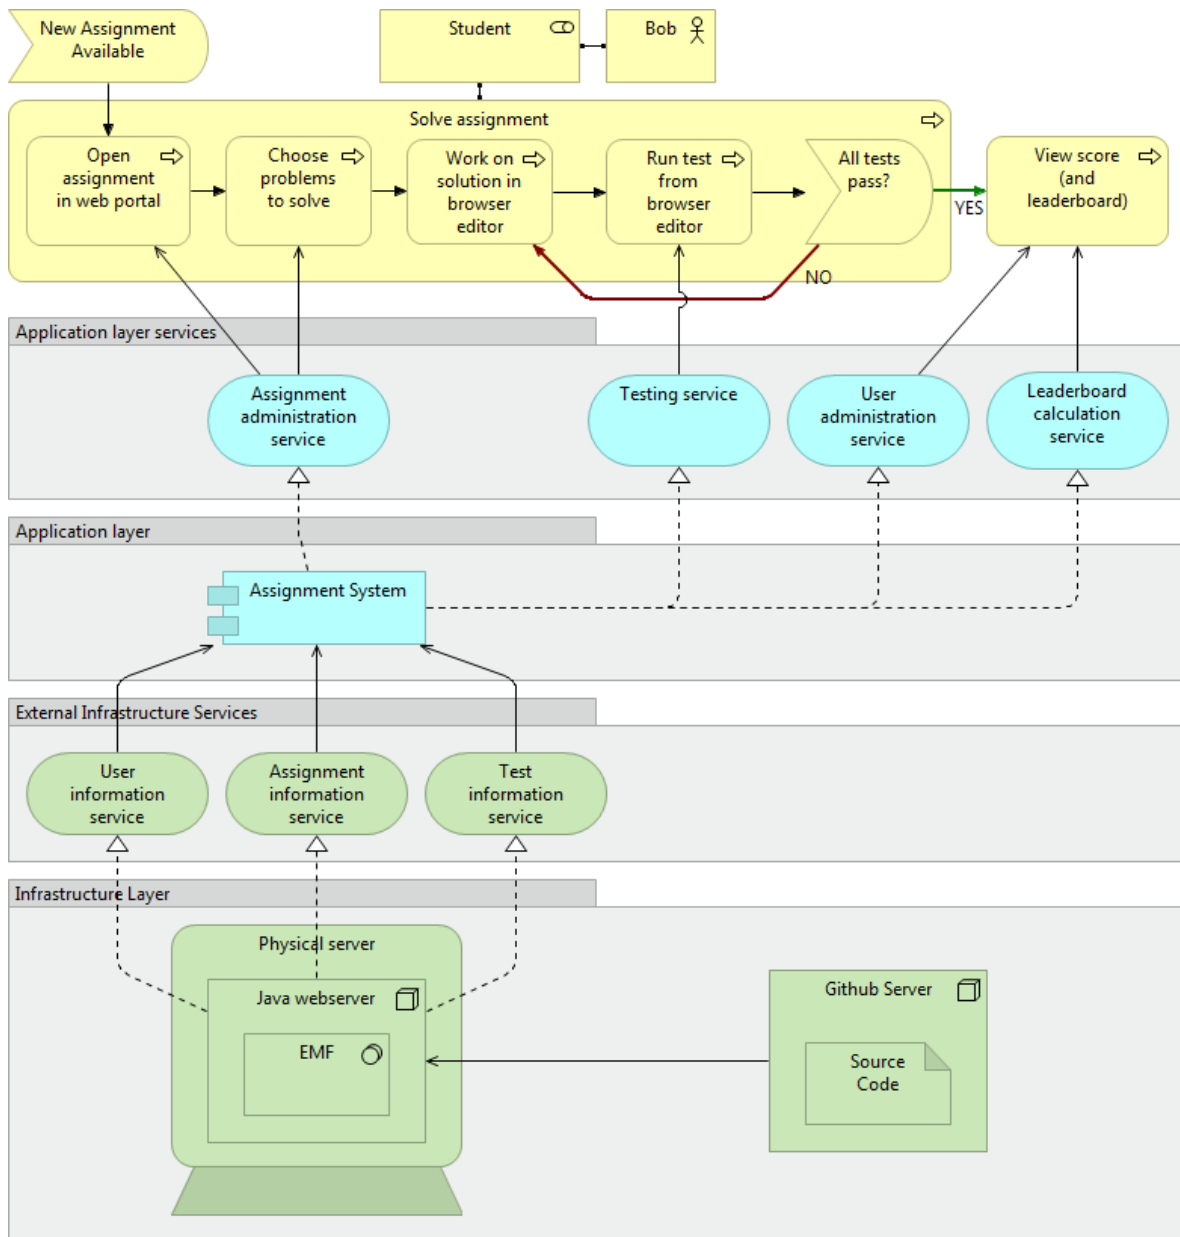 New Assignment
Available
Student
Bob
Solve assignment
Open
assignment
in web portal
Choose
problems
to solve
Work on
solution in
browser
editor
Run test
from
browser
editor
All tests
pass?
YES
View score
(and
leaderboard)
NO
Application layer services
Assignment
administration
service
Testing service
User
administration
service
Leaderboard
calculation
service
Application layer
Assignment System
External Infrastructure Services
User
information
service
Assignment
information
service
Test
information
service
Infrastructure Layer
Physical server
Java webserver
EMF
Github Server
Source
Code